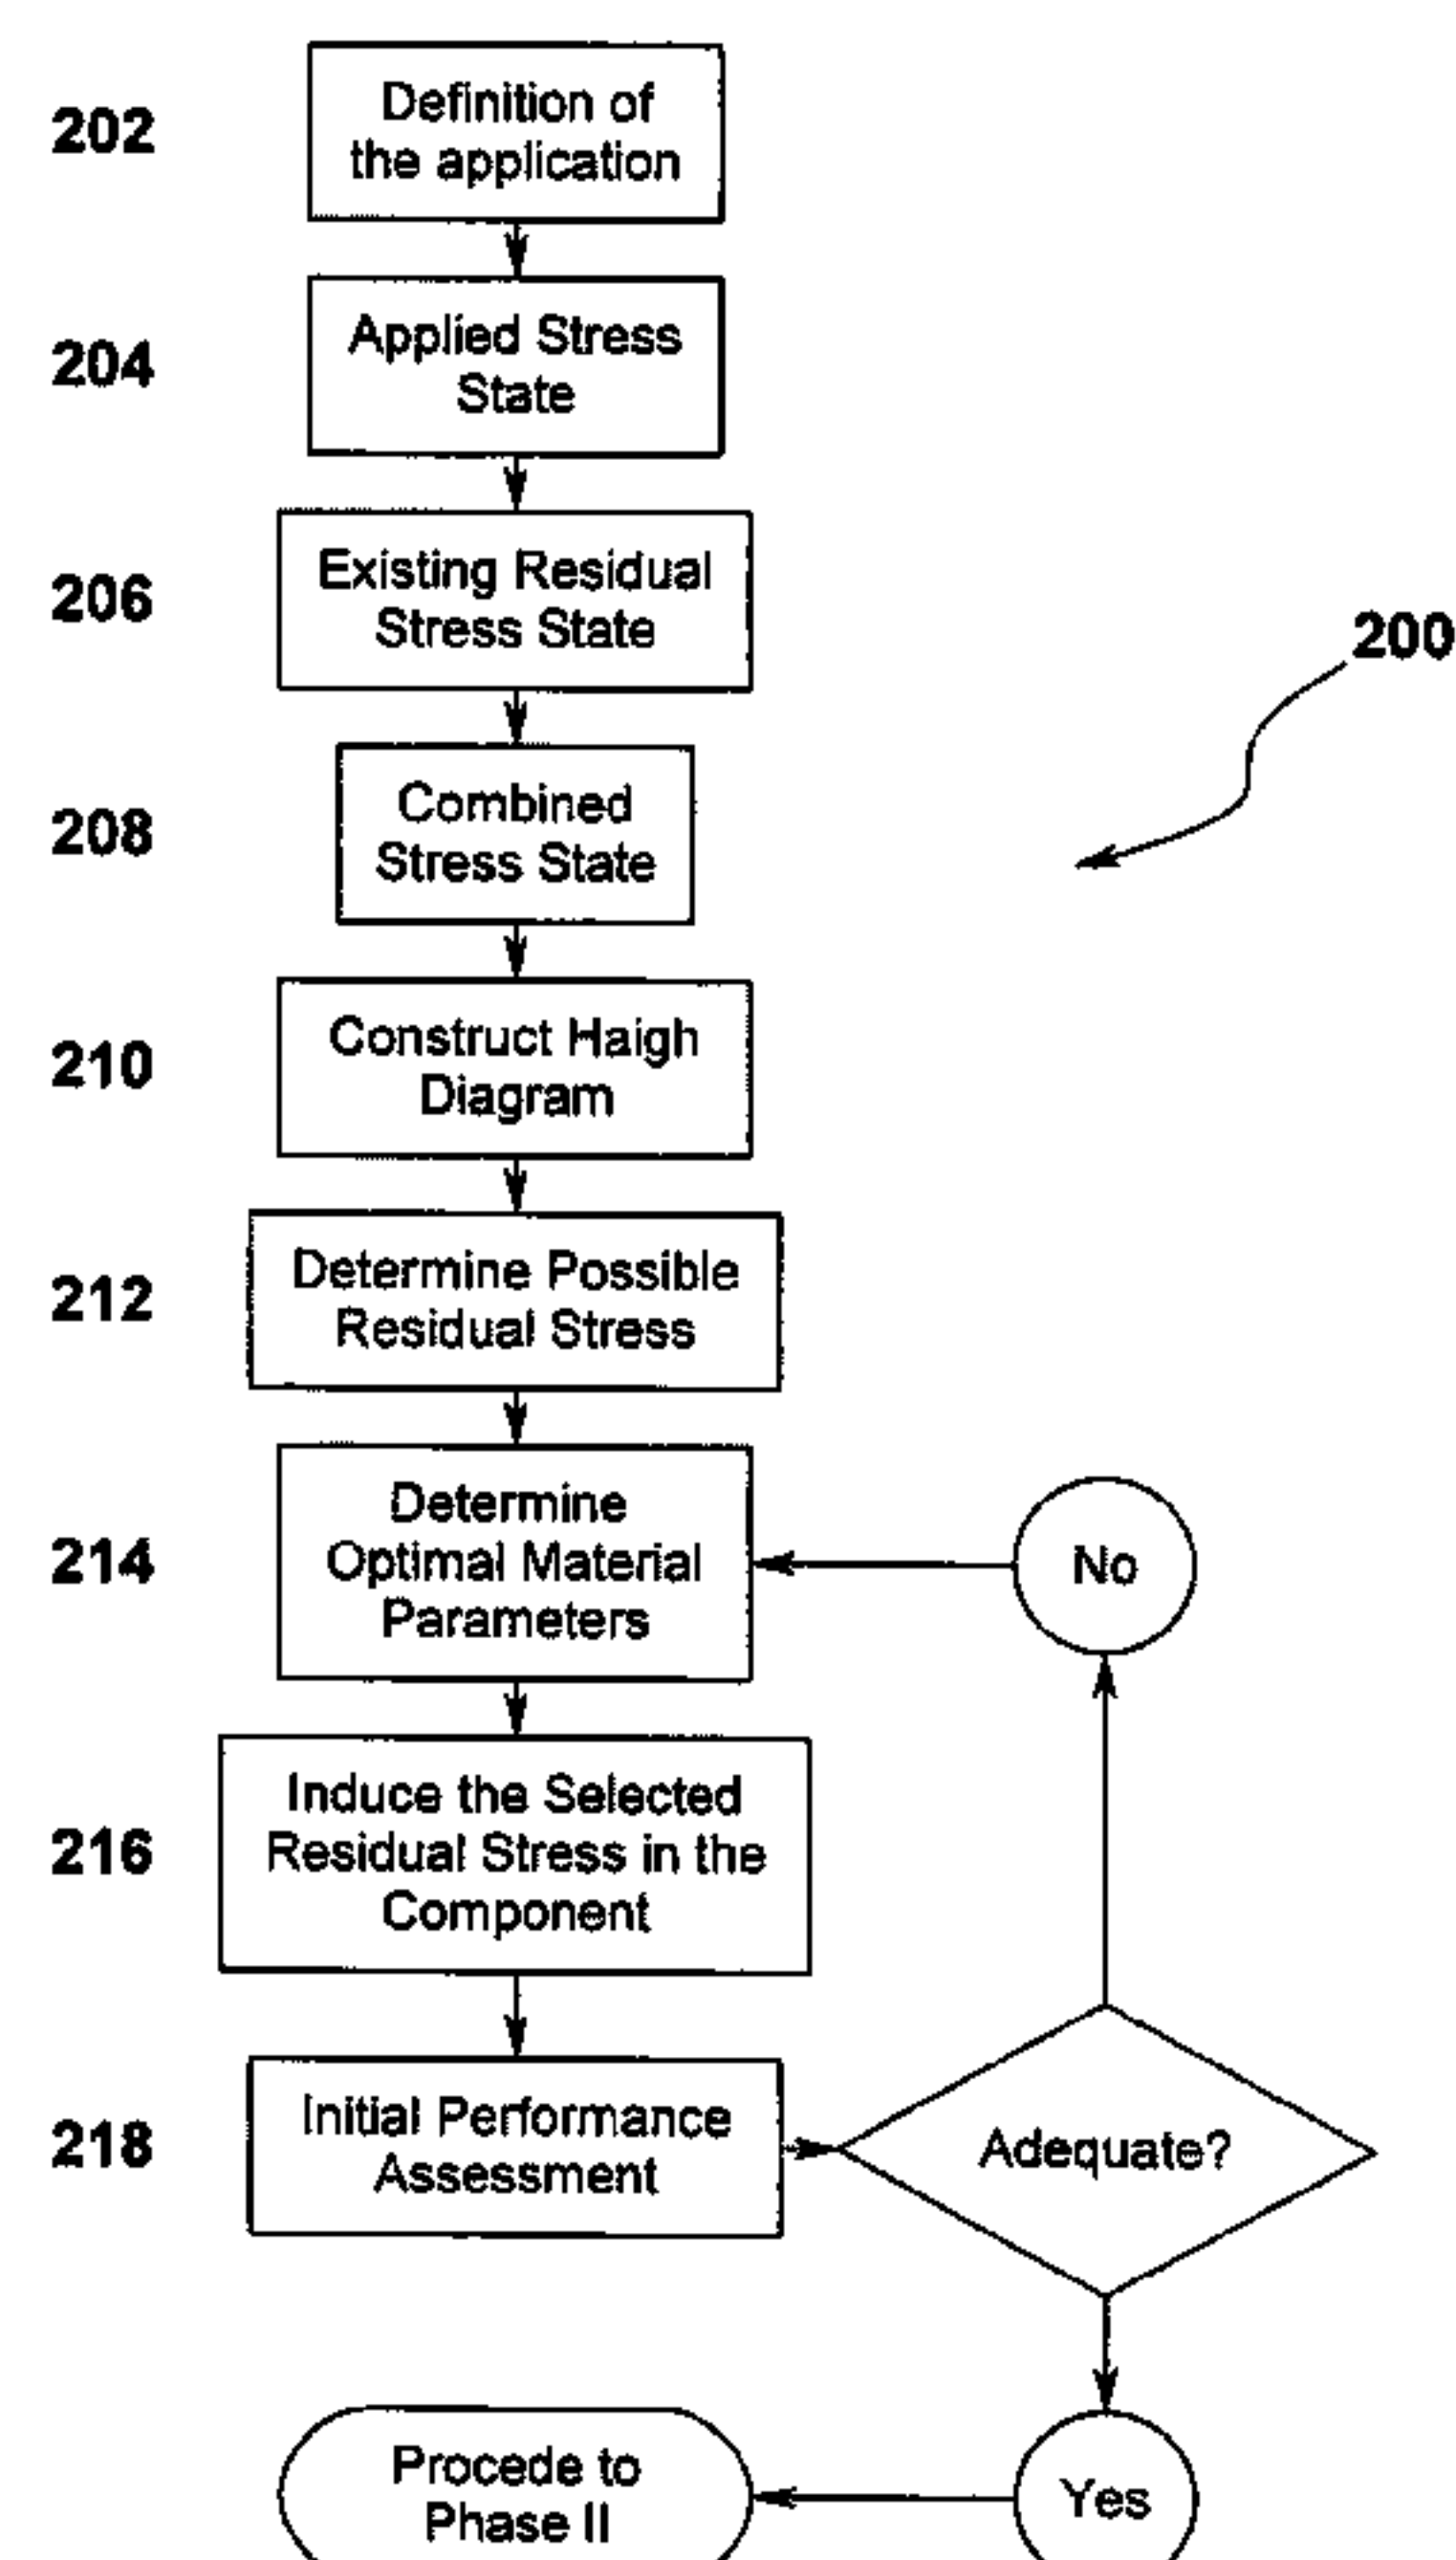 202
Definition of
the application
204
Applied Stress
State
206
Existing Residual
Stress State
200
208
Combined
Stress State
210
Construct Haigh
Diagram
212
Determine Possible
Residual Stress
214
Determine
Optimal Material
Parameters
No
216
Induce the Selected
Residual Stress in the
Component
218
Initial Performance
Assessment
Adequate?
Procede to
Phase II
Yes